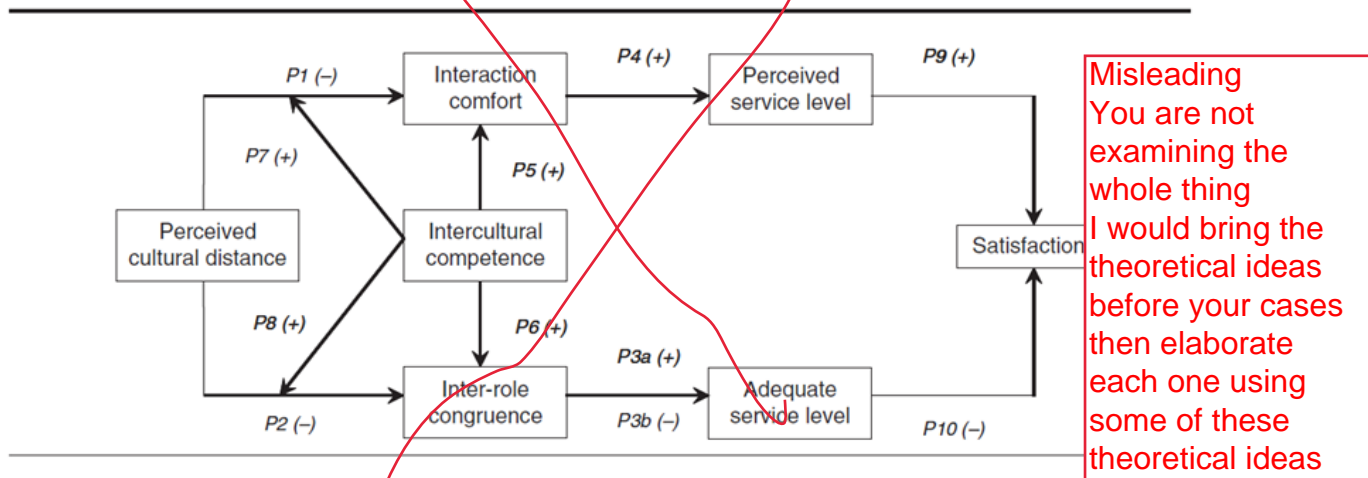 P1 (–)
Interaction
comfort
P4 (+)
Perceived
service level
P9 (+)
P7 (+)
P5 (+)
Perceived
cultural distance
Intercultural
competence
Satisfaction
P8 (+)
P6 (+)
P2 (–)
Inter-role
congruence
P3a (+)
P3b (–)
Adequate
service level
P10 (–)
Misleading
You are not
examining the
whole thing
I would bring the
theoretical ideas
before your cases
then elaborate
each one using
some of these
theoretical ideas